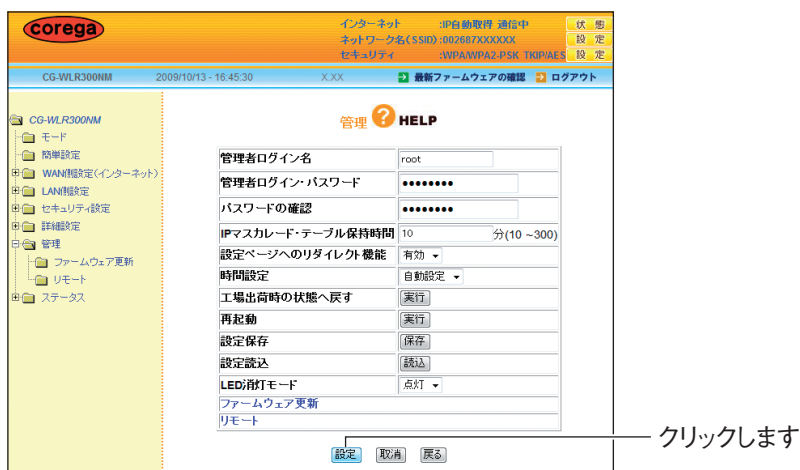 corega
インターネット :IP自動取得 通信中 状 態
ネットワーク名(SSID) :002687XXXXXX 設 定
セキュリティ :WPA/WPA2-PSK TKIP/AES 設 定
CG-WLR300NM 2009/10/13 - 16:45:30 X.XX 最新ファームウェアの確認 ログアウト
CG-WLR300NM
モード
簡単設定
WAN側設定(インターネット)
LAN側設定
セキュリティ設定
詳細設定
管理
ファームウェア更新
リモート
ステータス
管理 ? HELP
管理者ログイン名 root
管理者ログイン・パスワード ●●●●●●●●
パスワードの確認 ●●●●●●●●
IPマスカレード・テーブル保持時間 10 分(10 ~300)
設定ページへのリダイレクト機能 有効
時間設定 自動設定
工場出荷時の状態へ戻す 実行
再起動 実行
設定保存 保存
設定読込 読込
LED消灯モード 点灯
ファームウェア更新
リモート
設定 取消 戻る
クリックします